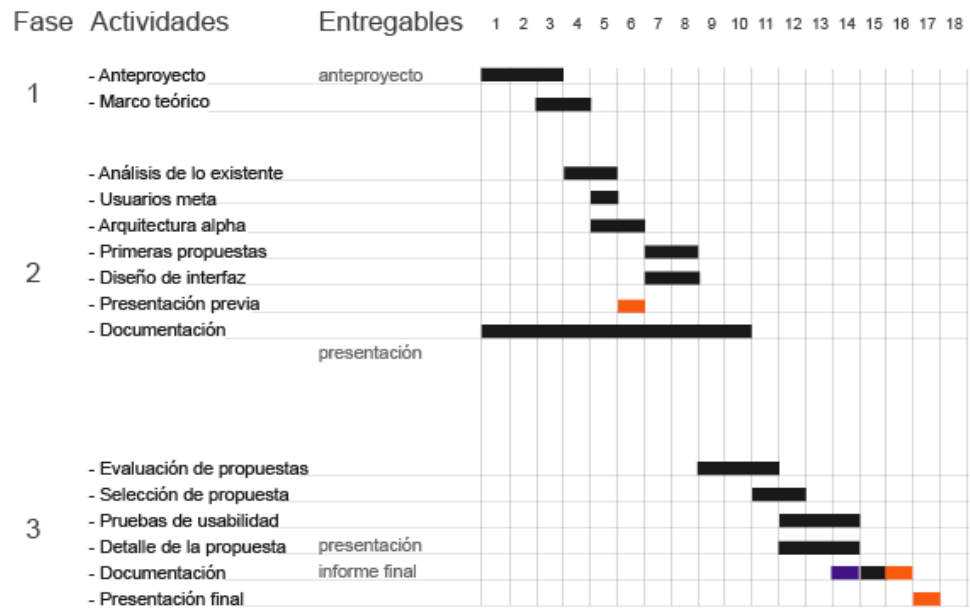 Fase Actividades Entregables 1 2 3 4 5 6 7 8 9 10 11 12 13 14 15 16 17 18
- Anteproyecto anteproyecto
1
- Marco teórico
- Análisis de lo existente
- Usuarios meta
- Arquitectura alpha
- Primeras propuestas
2
- Diseño de interfaz
- Presentación previa
- Documentación
presentación
- Evaluación de propuestas
- Selección de propuesta
- Pruebas de usabilidad
3
- Detalle de la propuesta presentación
- Documentación informe final
- Presentación final